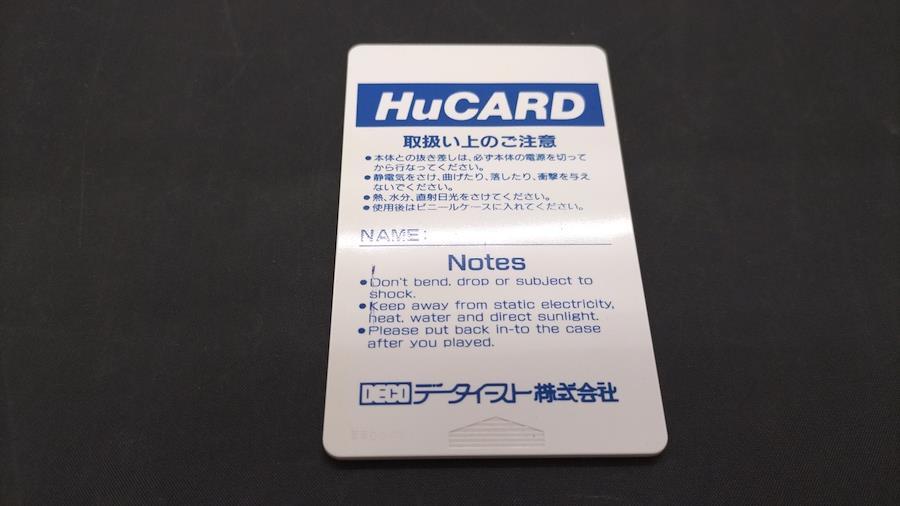 HuCARD
取扱い上のご注意
●本体との抜き差しは、必ず本体の電源を切って
から行なってください。
●静電気をさけ、曲げたり、落したり、衝撃を与え
ないでください。
●熱、水分、直射日光をさけてください。
●使用後はビニールケースに入れてください。
NAME:
Notes
●Don't bend, drop or subject to
shock.
●Keep away from static electricity,
heat, water and direct sunlight.
●Please put back in-to the case
after you played.
DECO データイースト株式会社